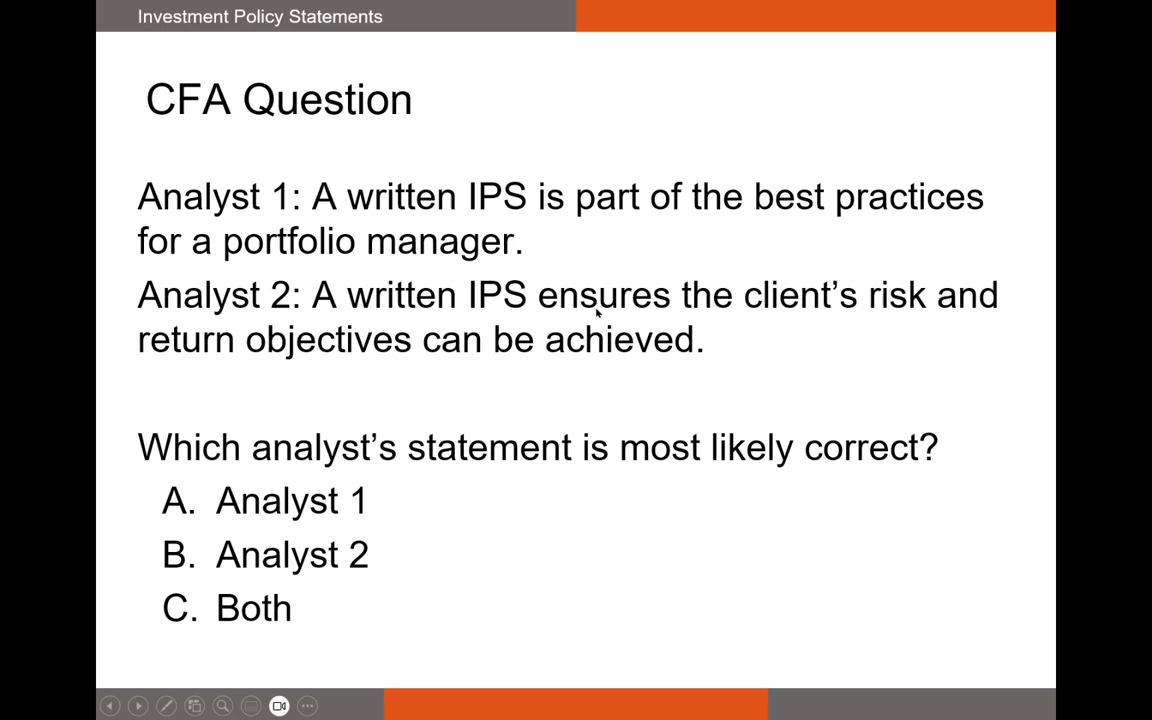 Investment Policy Statements
CFA Question
Analyst 1: A written IPS is part of the best practices
for a portfolio manager.
Analyst 2: A written IPS ensures the client’s risk and
return objectives can be achieved.
Which analyst’s statement is most likely correct?
A. Analyst 1
B. Analyst 2
C. Both